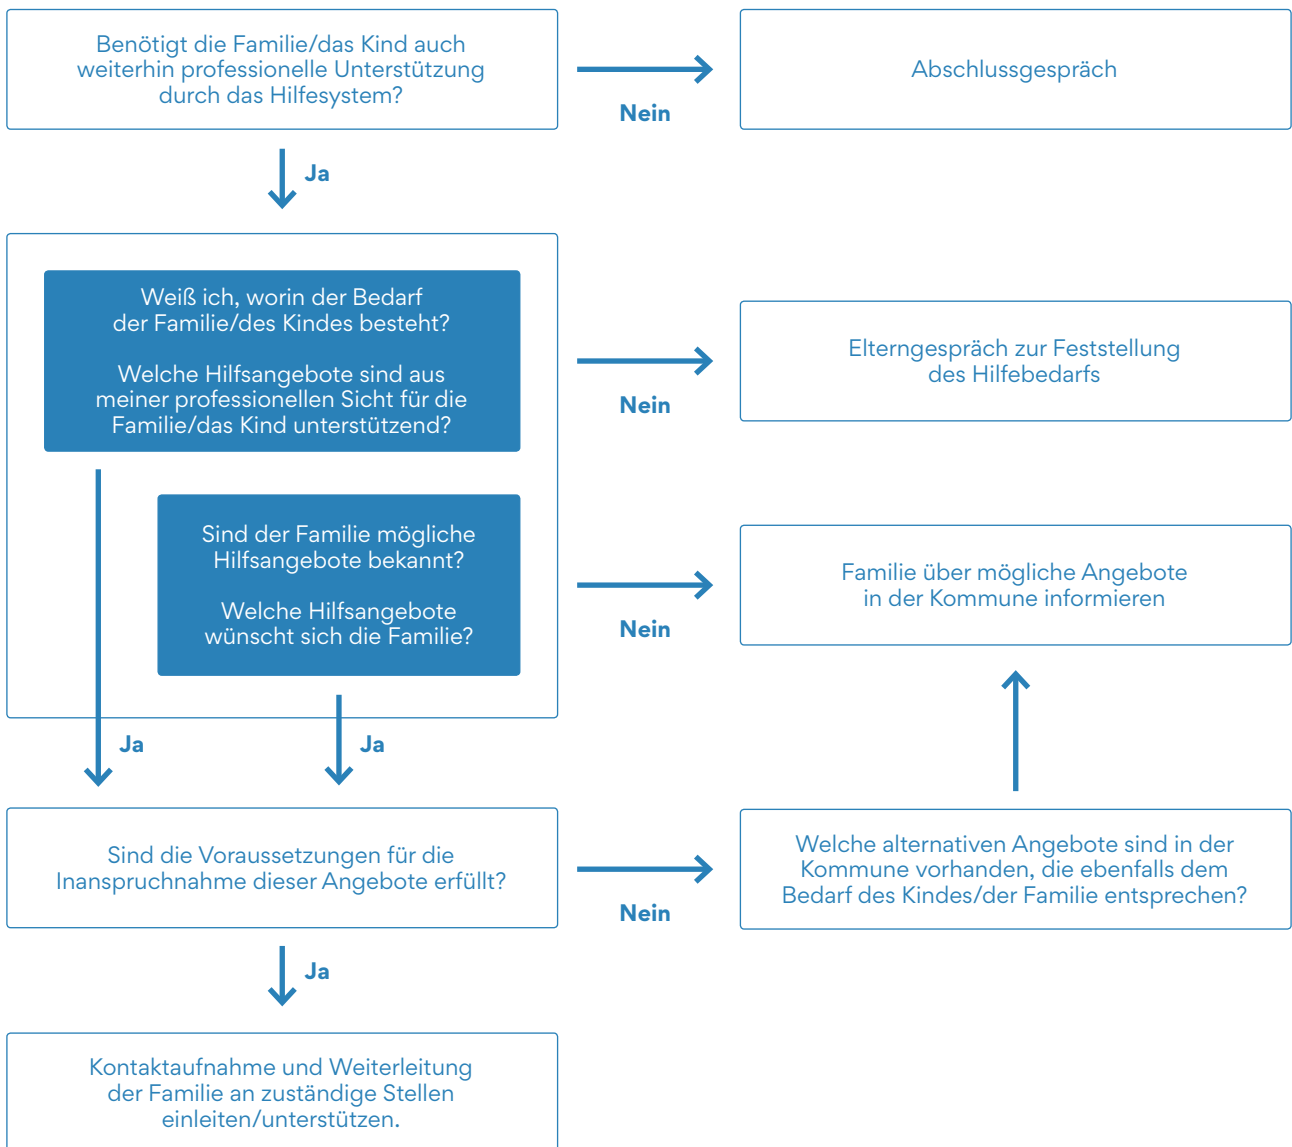 Benötigt die Familie/das Kind auch
weiterhin professionelle Unterstützung
durch das Hilfesystem?
Nein
Abschlussgespräch
Ja
Weiß ich, worin der Bedarf
der Familie/des Kindes besteht?
Welche Hilfsangebote sind aus
meiner professionellen Sicht für die
Familie/das Kind unterstützend?
Nein
Elterngespräch zur Feststellung
des Hilfebedarfs
Sind der Familie mögliche
Hilfsangebote bekannt?
Welche Hilfsangebote
wünscht sich die Familie?
Nein
Familie über mögliche Angebote
in der Kommune informieren
Ja
Ja
Sind die Voraussetzungen für die
Inanspruchnahme dieser Angebote erfüllt?
Nein
Welche alternativen Angebote sind in der
Kommune vorhanden, die ebenfalls dem
Bedarf des Kindes/der Familie entsprechen?
Ja
Kontaktaufnahme und Weiterleitung
der Familie an zuständige Stellen
einleiten/unterstützen.